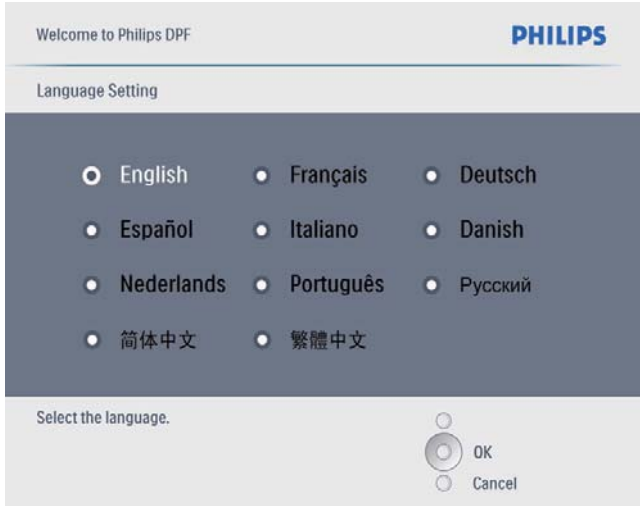 Welcome to Philips DPF
PHILIPS
Language Setting
English Français Deutsch
Español Italiano Danish
Nederlands Português Русский
简体中文 繁體中文
Select the language.
OK
Cancel